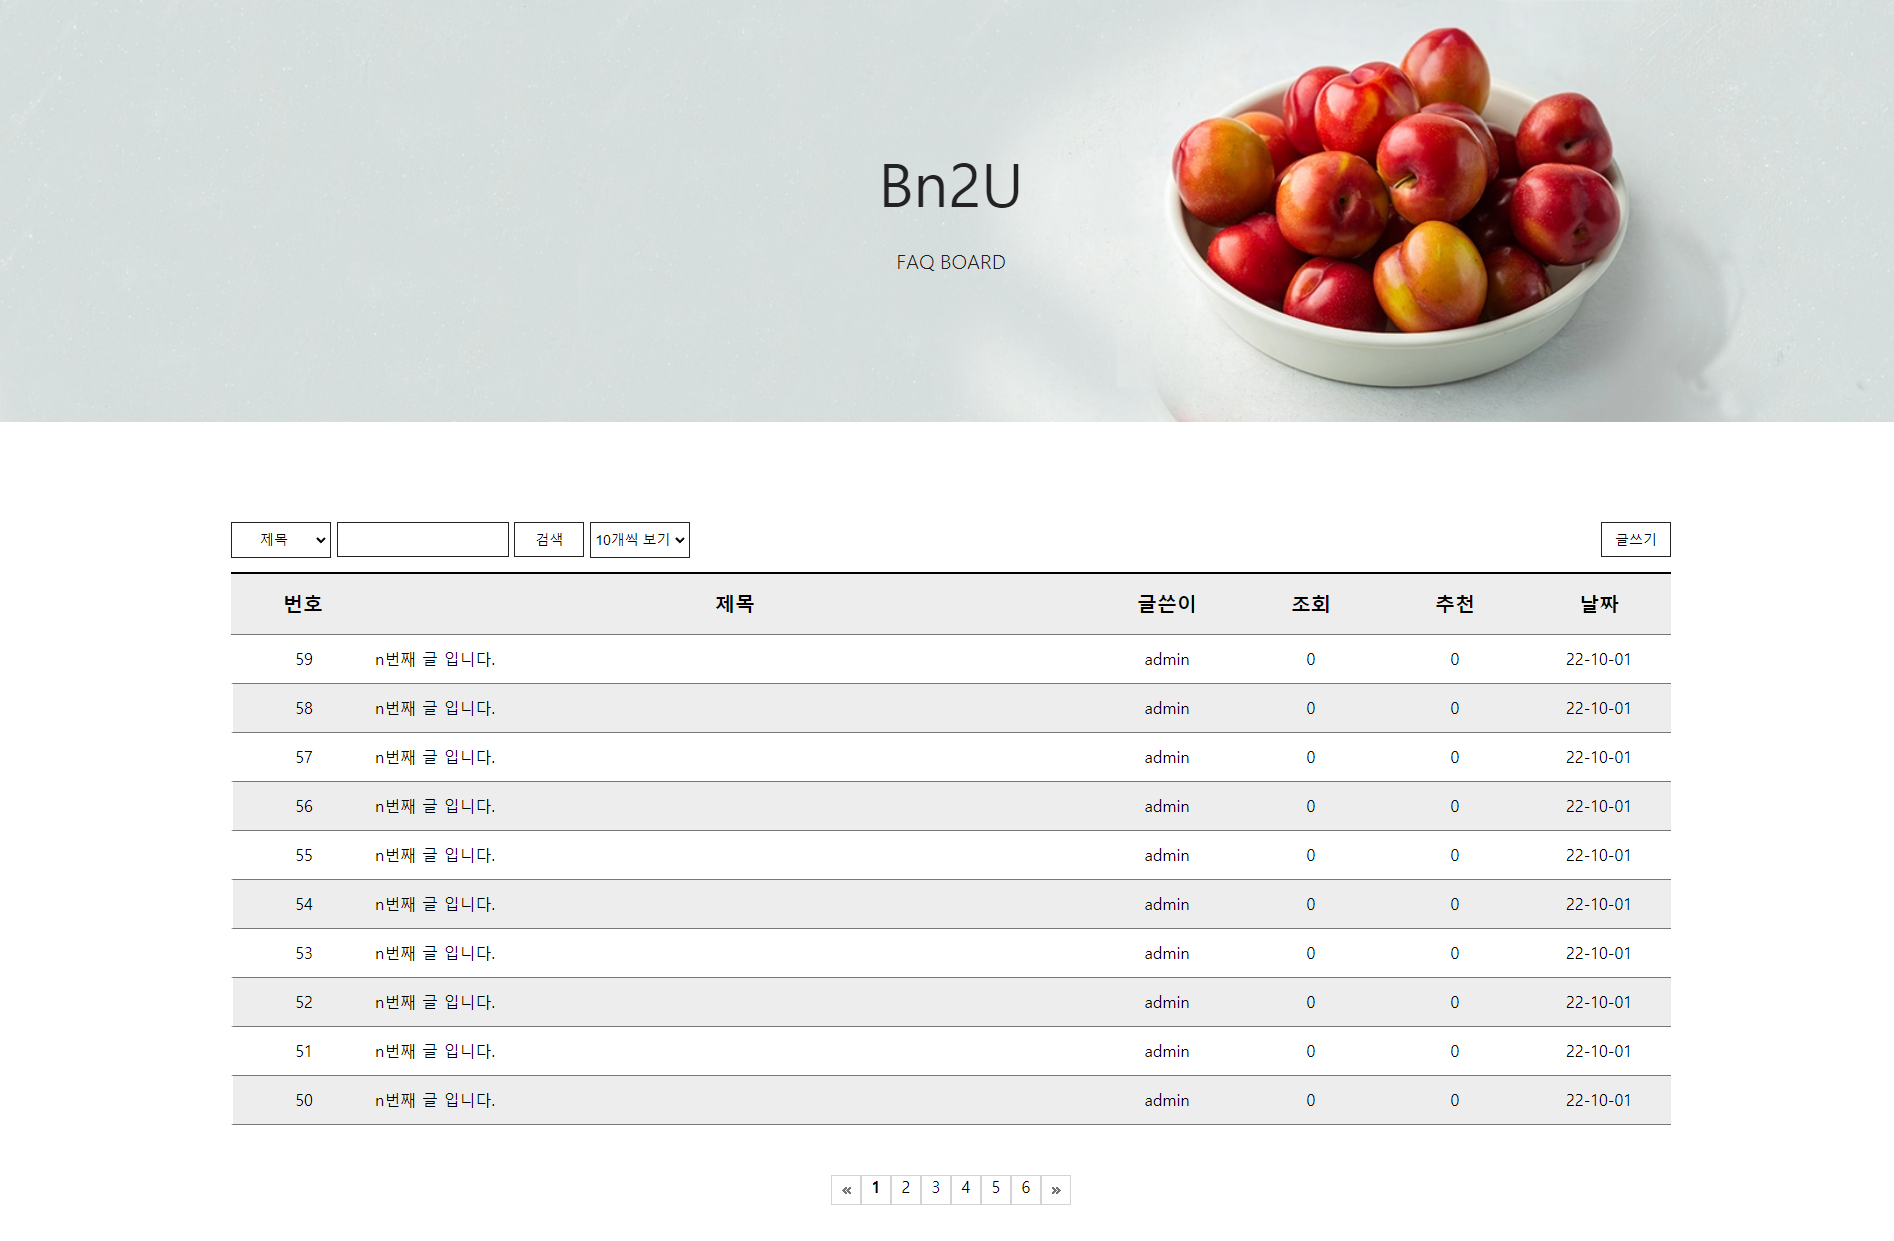 Bn2U
FAQ BOARD
제목 검색 10개씩 보기 글쓰기
번호 제목 글쓴이 조회 추천 날짜
59 n번째 글 입니다. admin 0 0 22-10-01
58 n번째 글 입니다. admin 0 0 22-10-01
57 n번째 글 입니다. admin 0 0 22-10-01
56 n번째 글 입니다. admin 0 0 22-10-01
55 n번째 글 입니다. admin 0 0 22-10-01
54 n번째 글 입니다. admin 0 0 22-10-01
53 n번째 글 입니다. admin 0 0 22-10-01
52 n번째 글 입니다. admin 0 0 22-10-01
51 n번째 글 입니다. admin 0 0 22-10-01
50 n번째 글 입니다. admin 0 0 22-10-01
« 1 2 3 4 5 6 »